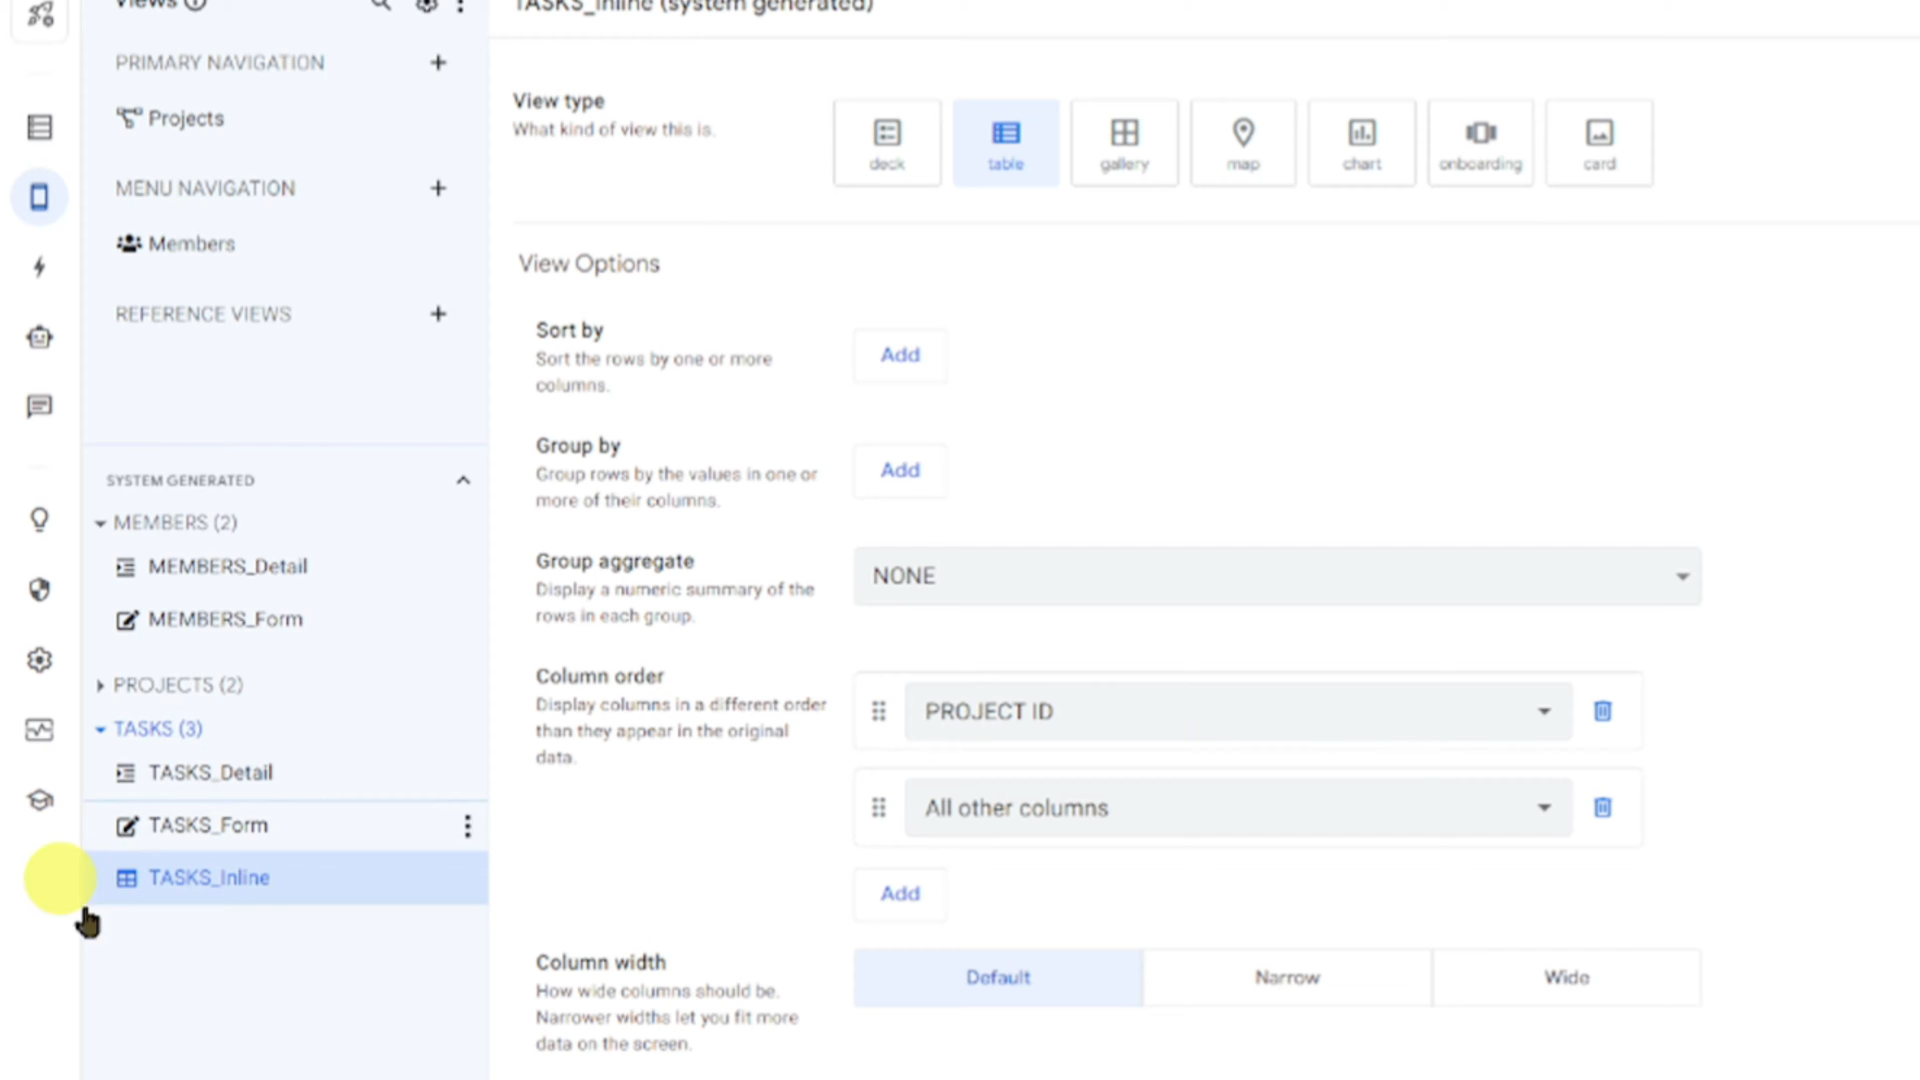 Views
TASKS_Inline (system generated)
PRIMARY NAVIGATION
Projects
MENU NAVIGATION
Members
REFERENCE VIEWS
SYSTEM GENERATED
MEMBERS (2)
MEMBERS_Detail
MEMBERS_Form
PROJECTS (2)
TASKS (3)
TASKS_Detail
TASKS_Form
TASKS_Inline
View type
What kind of view this is.
deck
table
gallery
map
chart
onboarding
card
View Options
Sort by
Sort the rows by one or more
columns.
Add
Group by
Group rows by the values in one or
more of their columns.
Add
Group aggregate
Display a numeric summary of the
rows in each group.
NONE
Column order
Display columns in a different order
than they appear in the original
data.
PROJECT ID
All other columns
Add
Column width
How wide columns should be.
Narrower widths let you fit more
data on the screen.
Default
Narrow
Wide